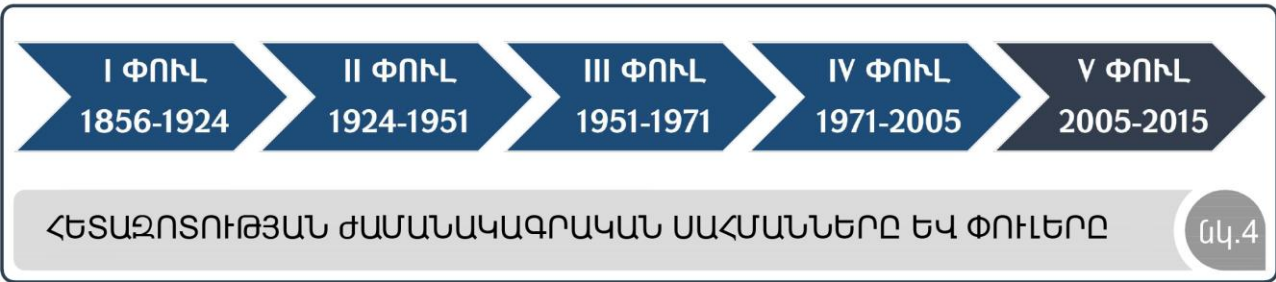 I ՓՈՒԼ
1856-1924
II ՓՈՒԼ
1924-1951
III ՓՈՒԼ
1951-1971
IV ՓՈՒԼ
1971-2005
V ՓՈՒԼ
2005-2015
ՀԵՏԱԶՈՏՈՒԹՅԱՆ ԺԱՄԱՆԱԿԱԳՐԱԿԱՆ ՍԱՀՄԱՆՆԵՐԸ ԵՎ ՓՈՒԼԵՐԸ
նկ.4